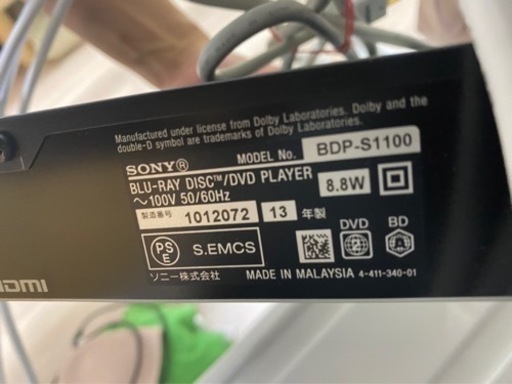 Manufactured under license from Dolby Laboratories. Dolby and the
double-D symbol are trademarks of Dolby Laboratories.
SONY® MODEL No. BDP-S1100
BLU-RAY DISC™/DVD PLAYER 8.8W
～100V 50/60Hz
製造番号 1012072 13 年製
PSE S.EMCS DVD 2 BD A
ソニー株式会社 MADE IN MALAYSIA 4-411-340-01
HDMI